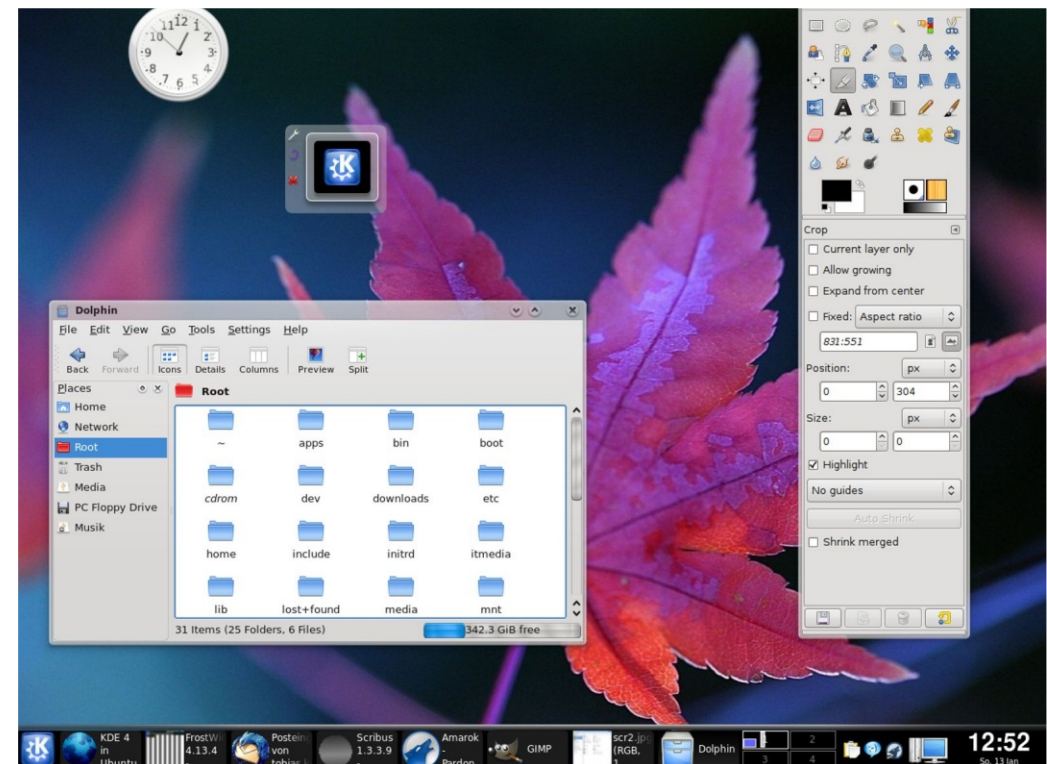 12
11
1
10
2
9
3
8
4
7
6
5
Dolphin
File Edit View Go Tools Settings Help
Back Forward Icons Details Columns Preview Split
Places
Root
Home
Network
Root
Trash
Media
PC Floppy Drive
Musik
~ apps bin boot
cdrom dev downloads etc
home include initrd itmedia
lib lost+found media mnt
31 Items (25 Folders, 6 Files)
342.3 GiB free
Crop
Current layer only
Allow growing
Expand from center
Fixed: Aspect ratio
831:551
Position: px
0 304
Size: px
0 0
Highlight
No guides
Auto Shrink
Shrink merged
KDE 4
in
Ubuntu
FrostWi
4.13.4
Postein
von
tobias
Scribus
1.3.3.9
-
Amarok
-
Pardon
GIMP
scr2.jpg
(RGB,
1
Dolphin
2
3 4
12:52
So, 13 Jan